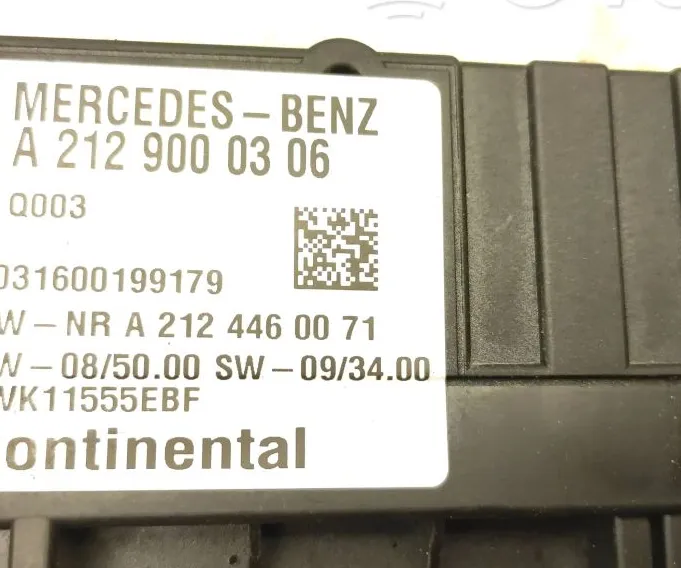 MERCEDES-BENZ
A 212 900 03 06
Q003
031600199179
W-NR A 212 446 00 71
W-08/50.00 SW-09/34.00
VK11555EBF
ontinental